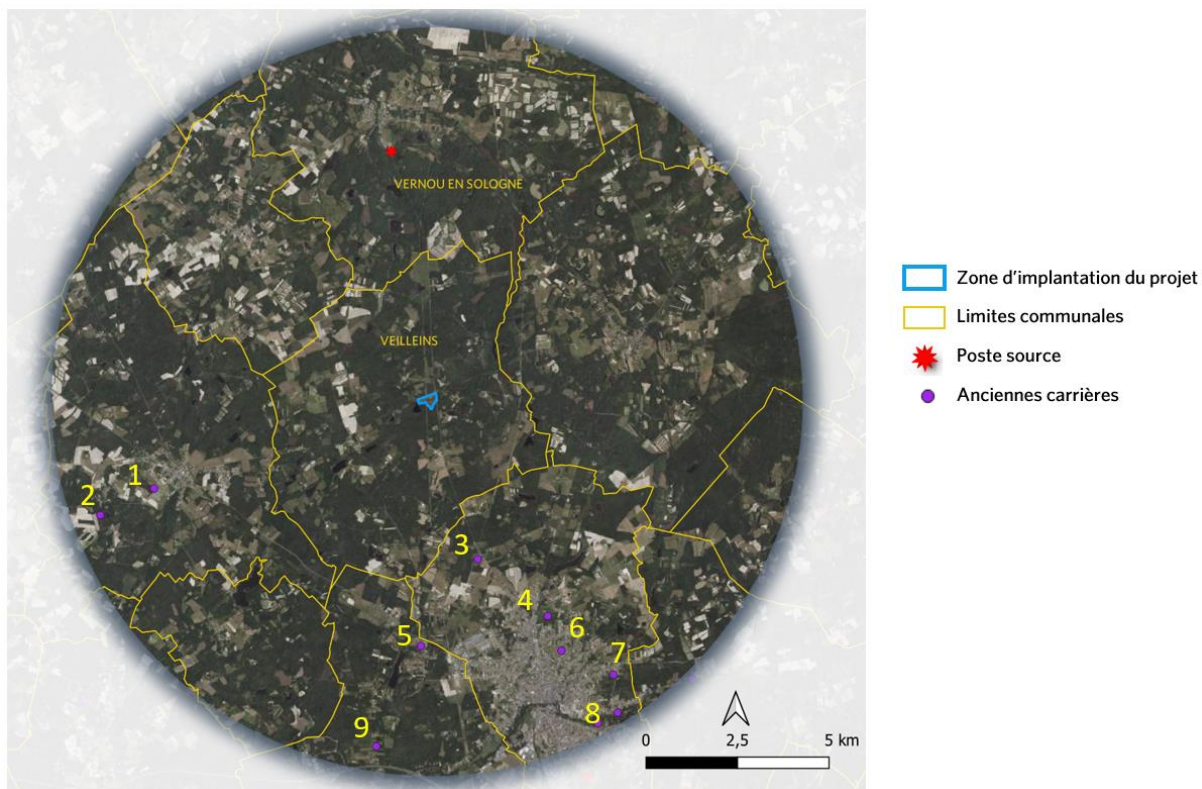 VERNOU EN SOLOGNE
VEILLEINS
1
2
3
4
5
6
7
8
9
0
2,5
5 km
Zone d'implantation du projet
Limites communales
Poste source
Anciennes carrières